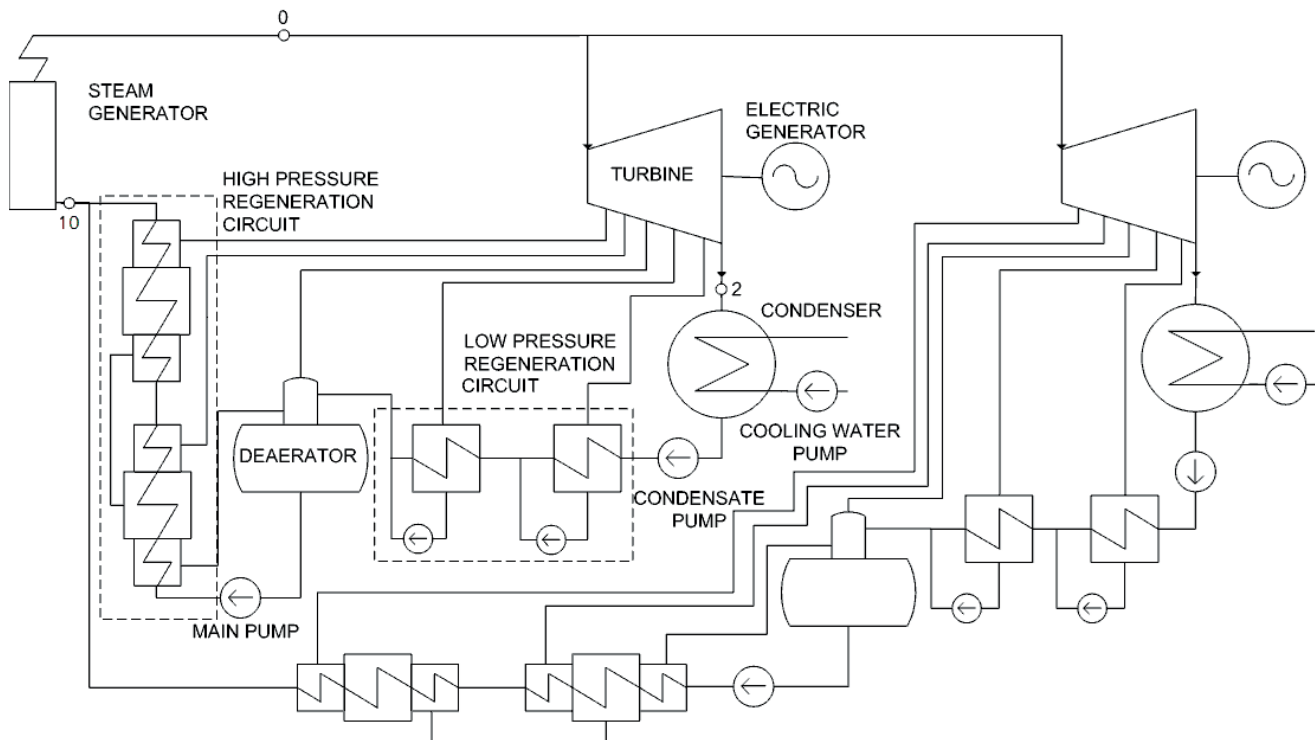 0
STEAM
GENERATOR
ELECTRIC
GENERATOR
TURBINE
HIGH PRESSURE
REGENERATION
CIRCUIT
10
2
CONDENSER
LOW PRESSURE
REGENERATION
CIRCUIT
COOLING WATER
PUMP
DEAERATOR
CONDENSATE
PUMP
MAIN PUMP